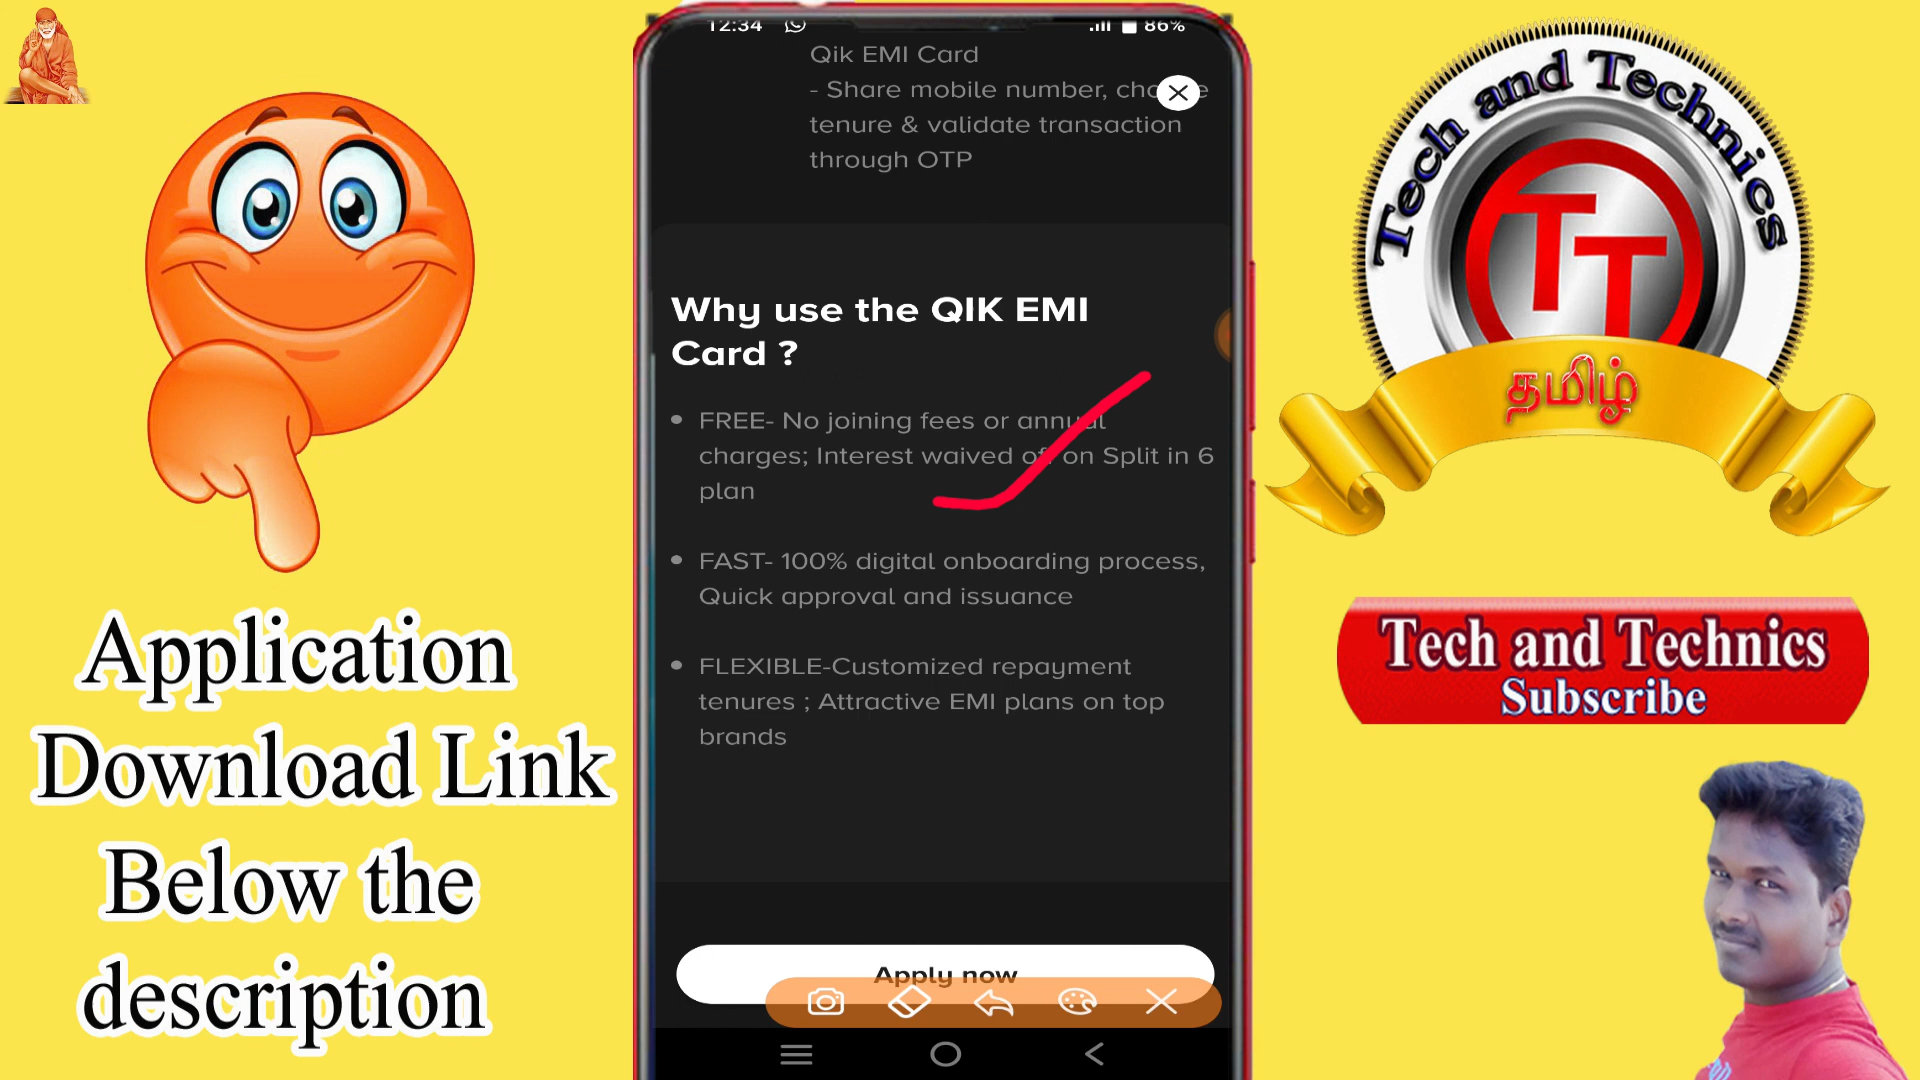 12:34
86%
Qik EMI Card
- Share mobile number, choose
tenure & validate transaction
through OTP
Why use the QIK EMI
Card ?
• FREE- No joining fees or annual
charges; Interest waived off on Split in 6
plan
• FAST- 100% digital onboarding process,
Quick approval and issuance
• FLEXIBLE-Customized repayment
tenures ; Attractive EMI plans on top
brands
Apply now
Application
Download Link
Below the
description
Tech and Technics
TT
தமிழ்
Tech and Technics
Subscribe